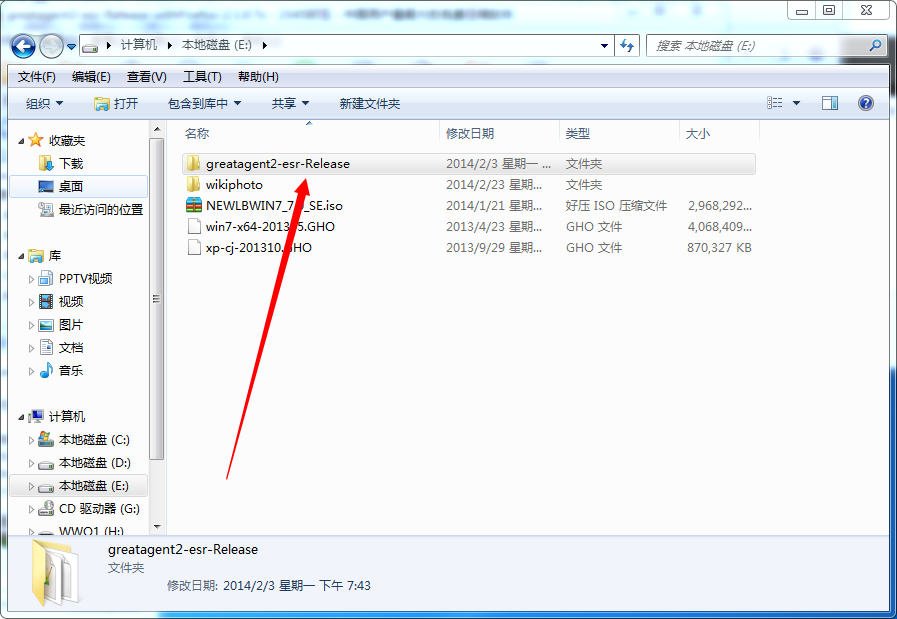 计算机 本地磁盘 (E:)
搜索 本地磁盘 (E:)
文件(F) 编辑(E) 查看(V) 工具(T) 帮助(H)
组织 打开 包含到库中 共享 新建文件夹
名称 修改日期 类型 大小
greatagent2-esr-Release 2014/2/3 星期一 ... 文件夹
wikiphoto 2014/2/23 星期... 文件夹
NEWLBWIN7_7 _SE.iso 2014/1/21 星期... 好压 ISO 压缩文件 2,968,292...
win7-x64-2013 5.GHO 2013/4/23 星期... GHO 文件 4,068,409...
xp-cj-201310.GHO 2013/9/29 星期... GHO 文件 870,327 KB
收藏夹
下载
桌面
最近访问的位置
库
PPTV视频
视频
图片
文档
音乐
计算机
本地磁盘 (C:)
本地磁盘 (D:)
本地磁盘 (E:)
CD 驱动器 (G:)
WWO1 (H:)
greatagent2-esr-Release
文件夹
修改日期: 2014/2/3 星期一 下午 7:43